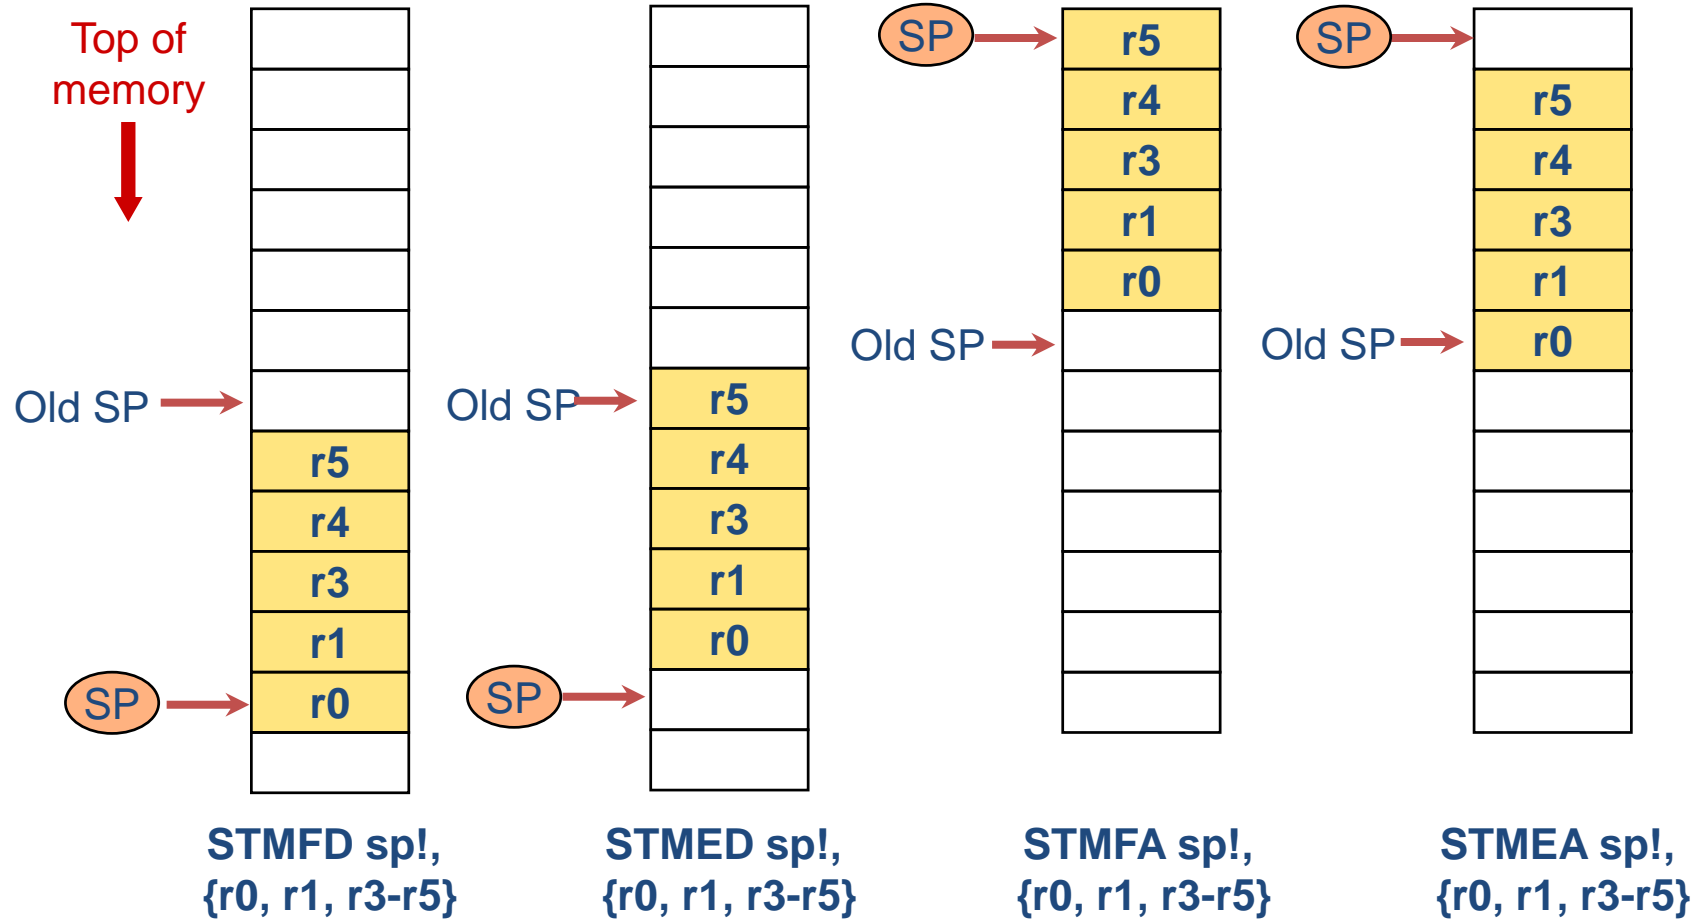 Top of
memory
Old SP
r5
r4
r3
r1
SP
r0
STMFD sp!,
{r0, r1, r3-r5}
Old SP
r5
r4
r3
r1
r0
SP
STMED sp!,
{r0, r1, r3-r5}
SP
r5
r4
r3
r1
r0
Old SP
STMFA sp!,
{r0, r1, r3-r5}
SP
r5
r4
r3
r1
Old SP
r0
STMEA sp!,
{r0, r1, r3-r5}